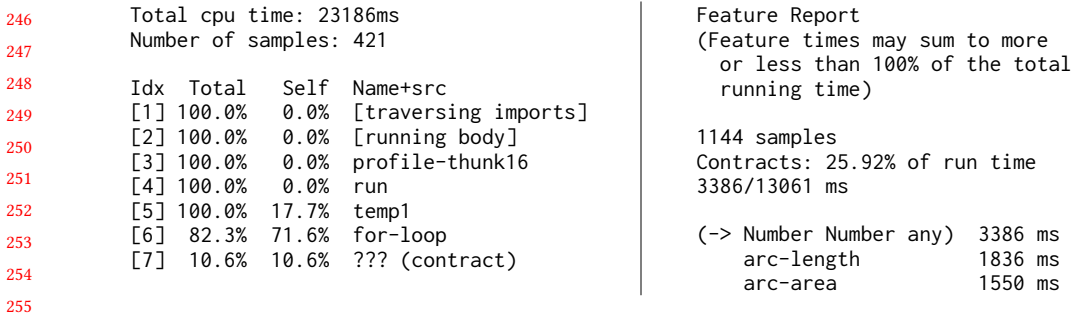 246
247
248
249
250
251
252
253
254
255
Total cpu time: 23186ms
Number of samples: 421
Idx Total Self Name+src
[1] 100.0% 0.0% [traversing imports]
[2] 100.0% 0.0% [running body]
[3] 100.0% 0.0% profile-thunk16
[4] 100.0% 0.0% run
[5] 100.0% 17.7% temp1
[6] 82.3% 71.6% for-loop
[7] 10.6% 10.6% ??? (contract)
Feature Report
(Feature times may sum to more
or less than 100% of the total
running time)
1144 samples
Contracts: 25.92% of run time
3386/13061 ms
(-> Number Number any) 3386 ms
arc-length 1836 ms
arc-area 1550 ms